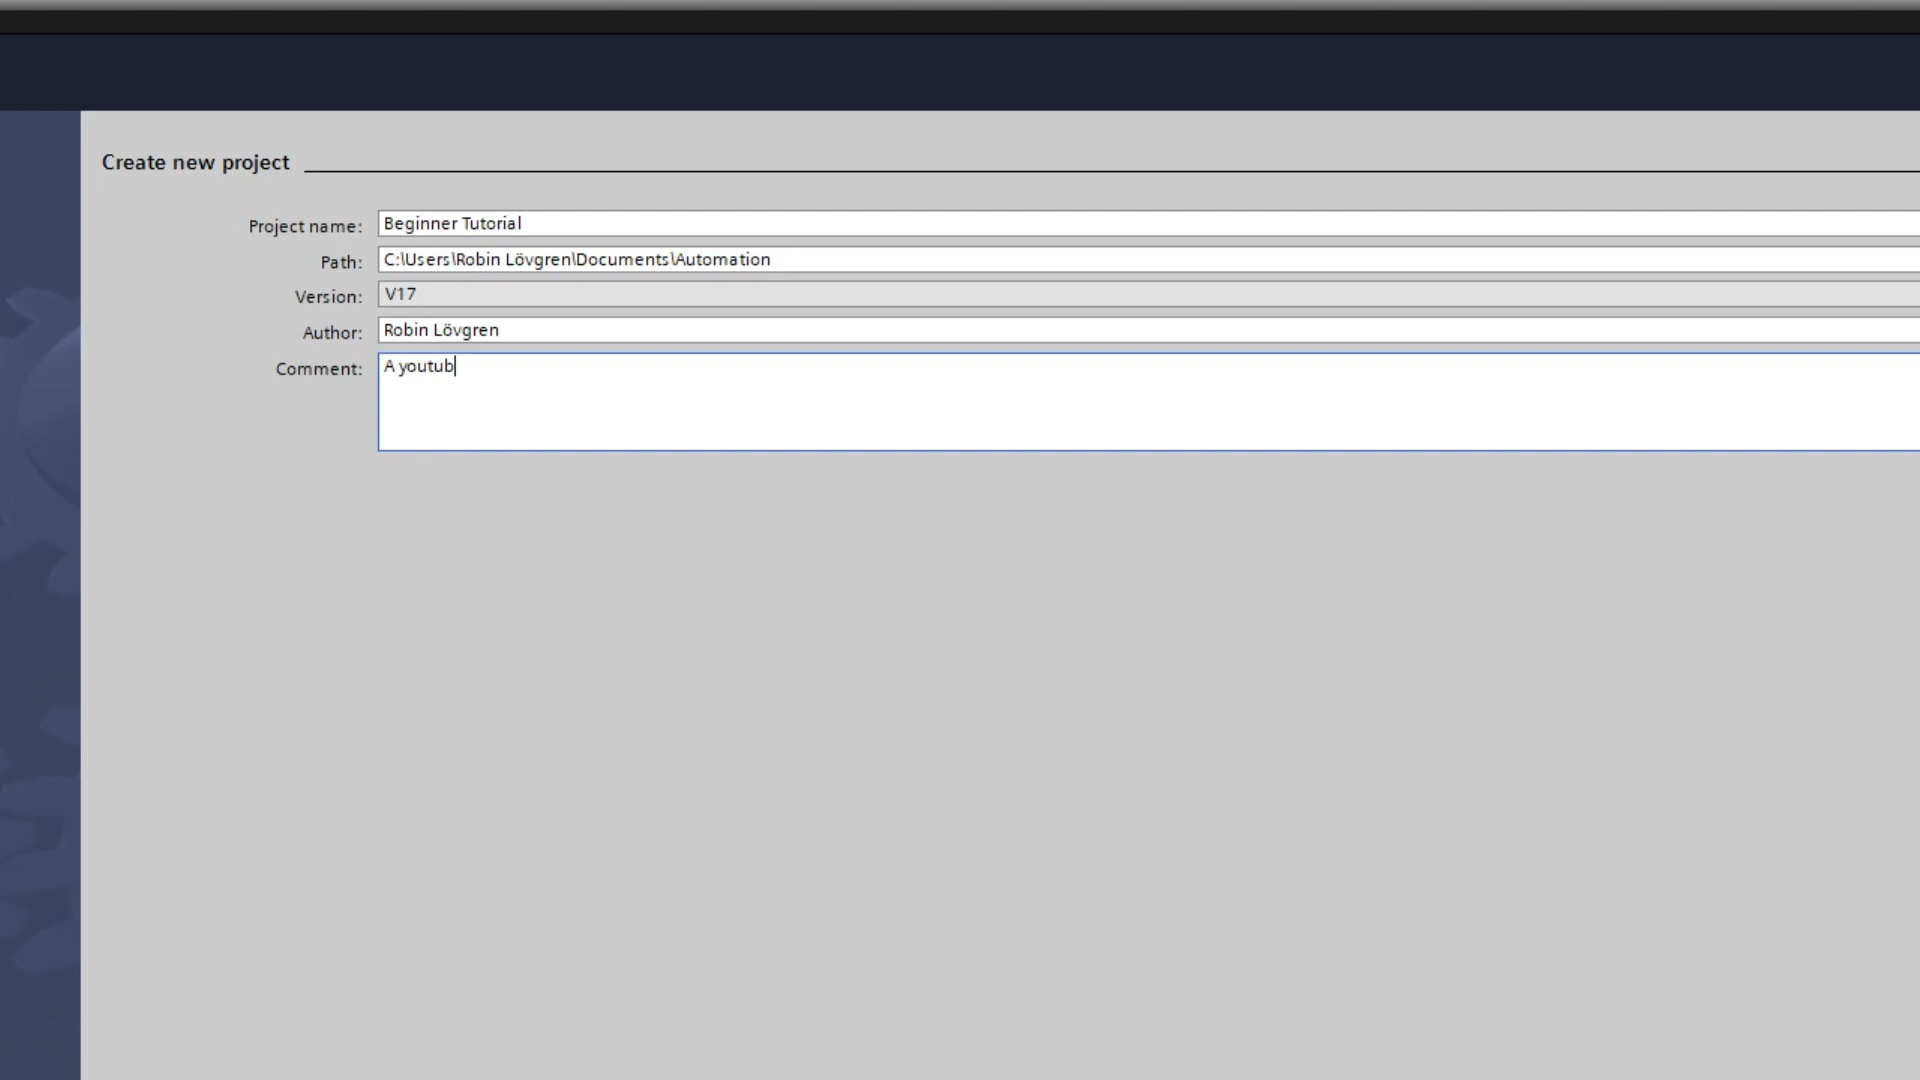 Create new project
Project name: Beginner Tutorial
Path: C:\Users\Robin Lövgren\Documents\Automation
Version: V17
Author: Robin Lövgren
Comment: A youtub